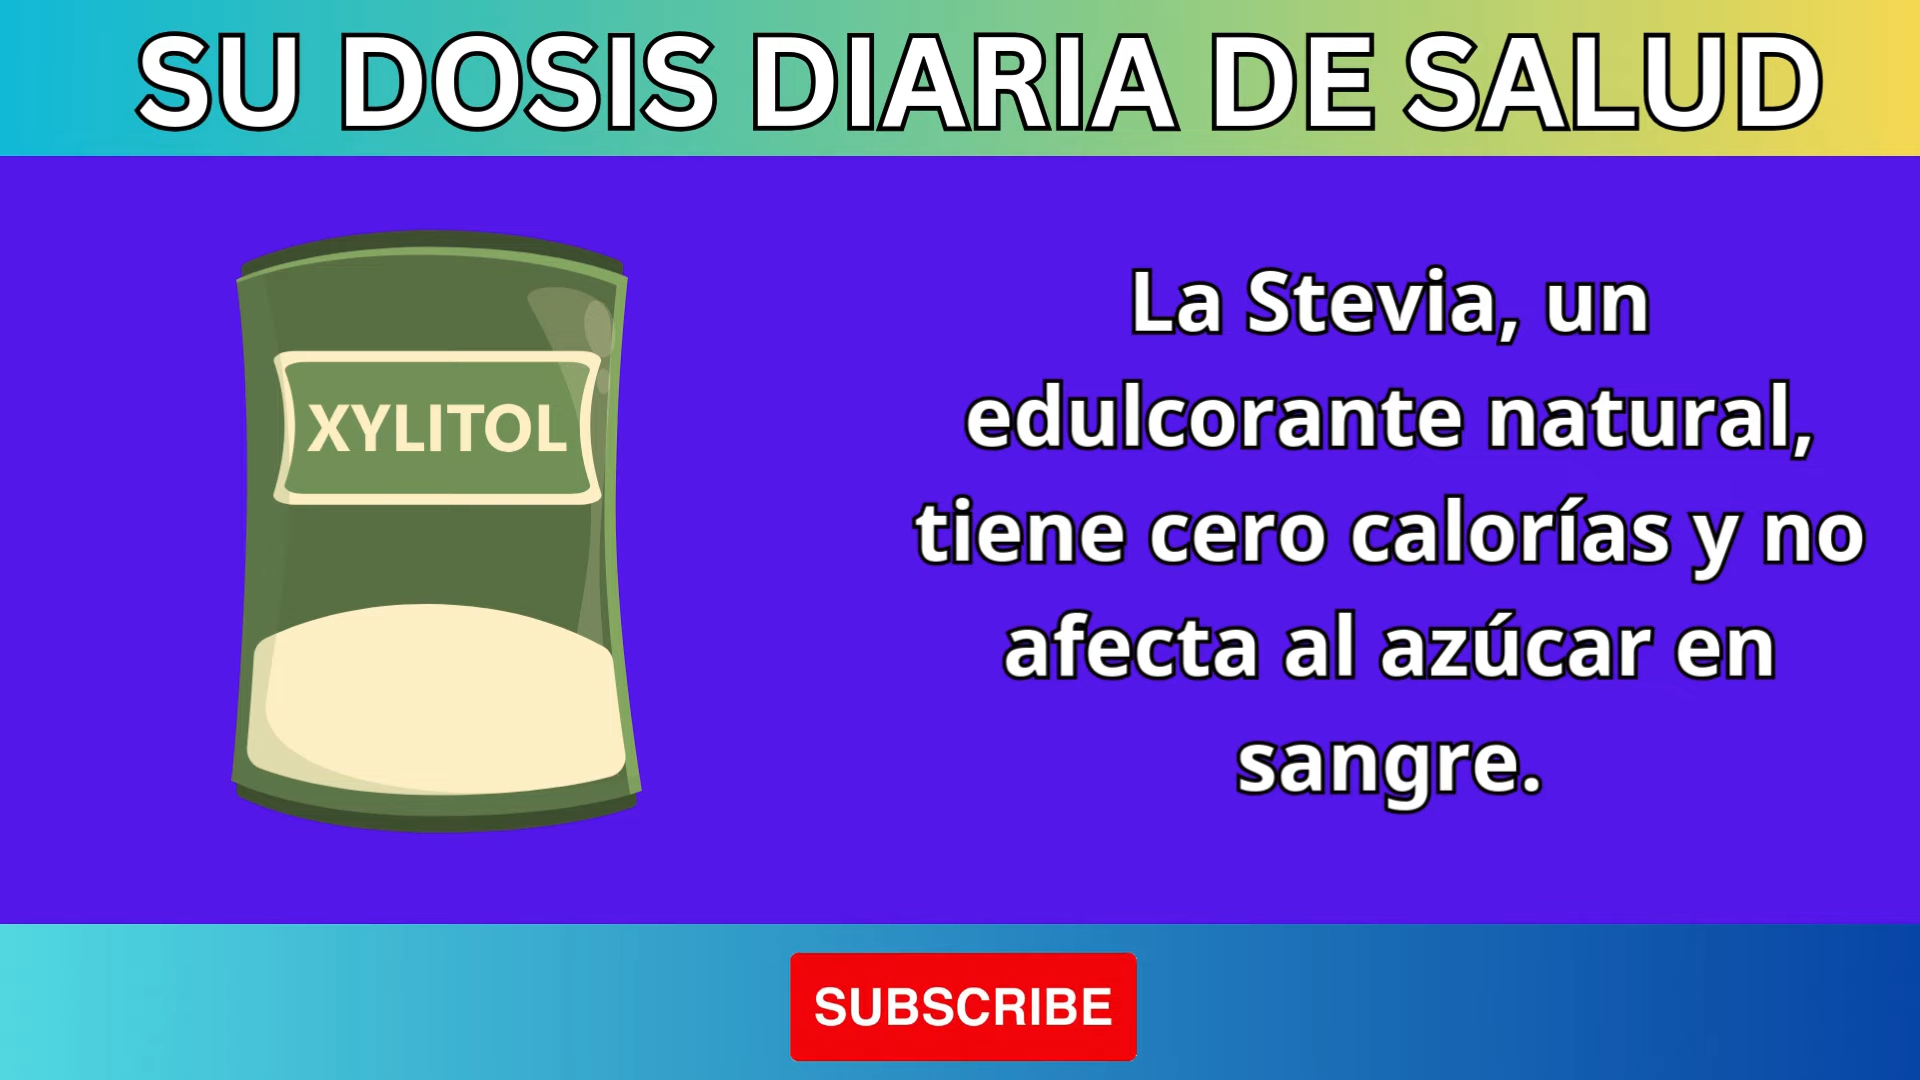 SU DOSIS DIARIA DE SALUD
XYLITOL
La Stevia, un
edulcorante natural,
tiene cero calorías y no
afecta al azúcar en
sangre.
SUBSCRIBE